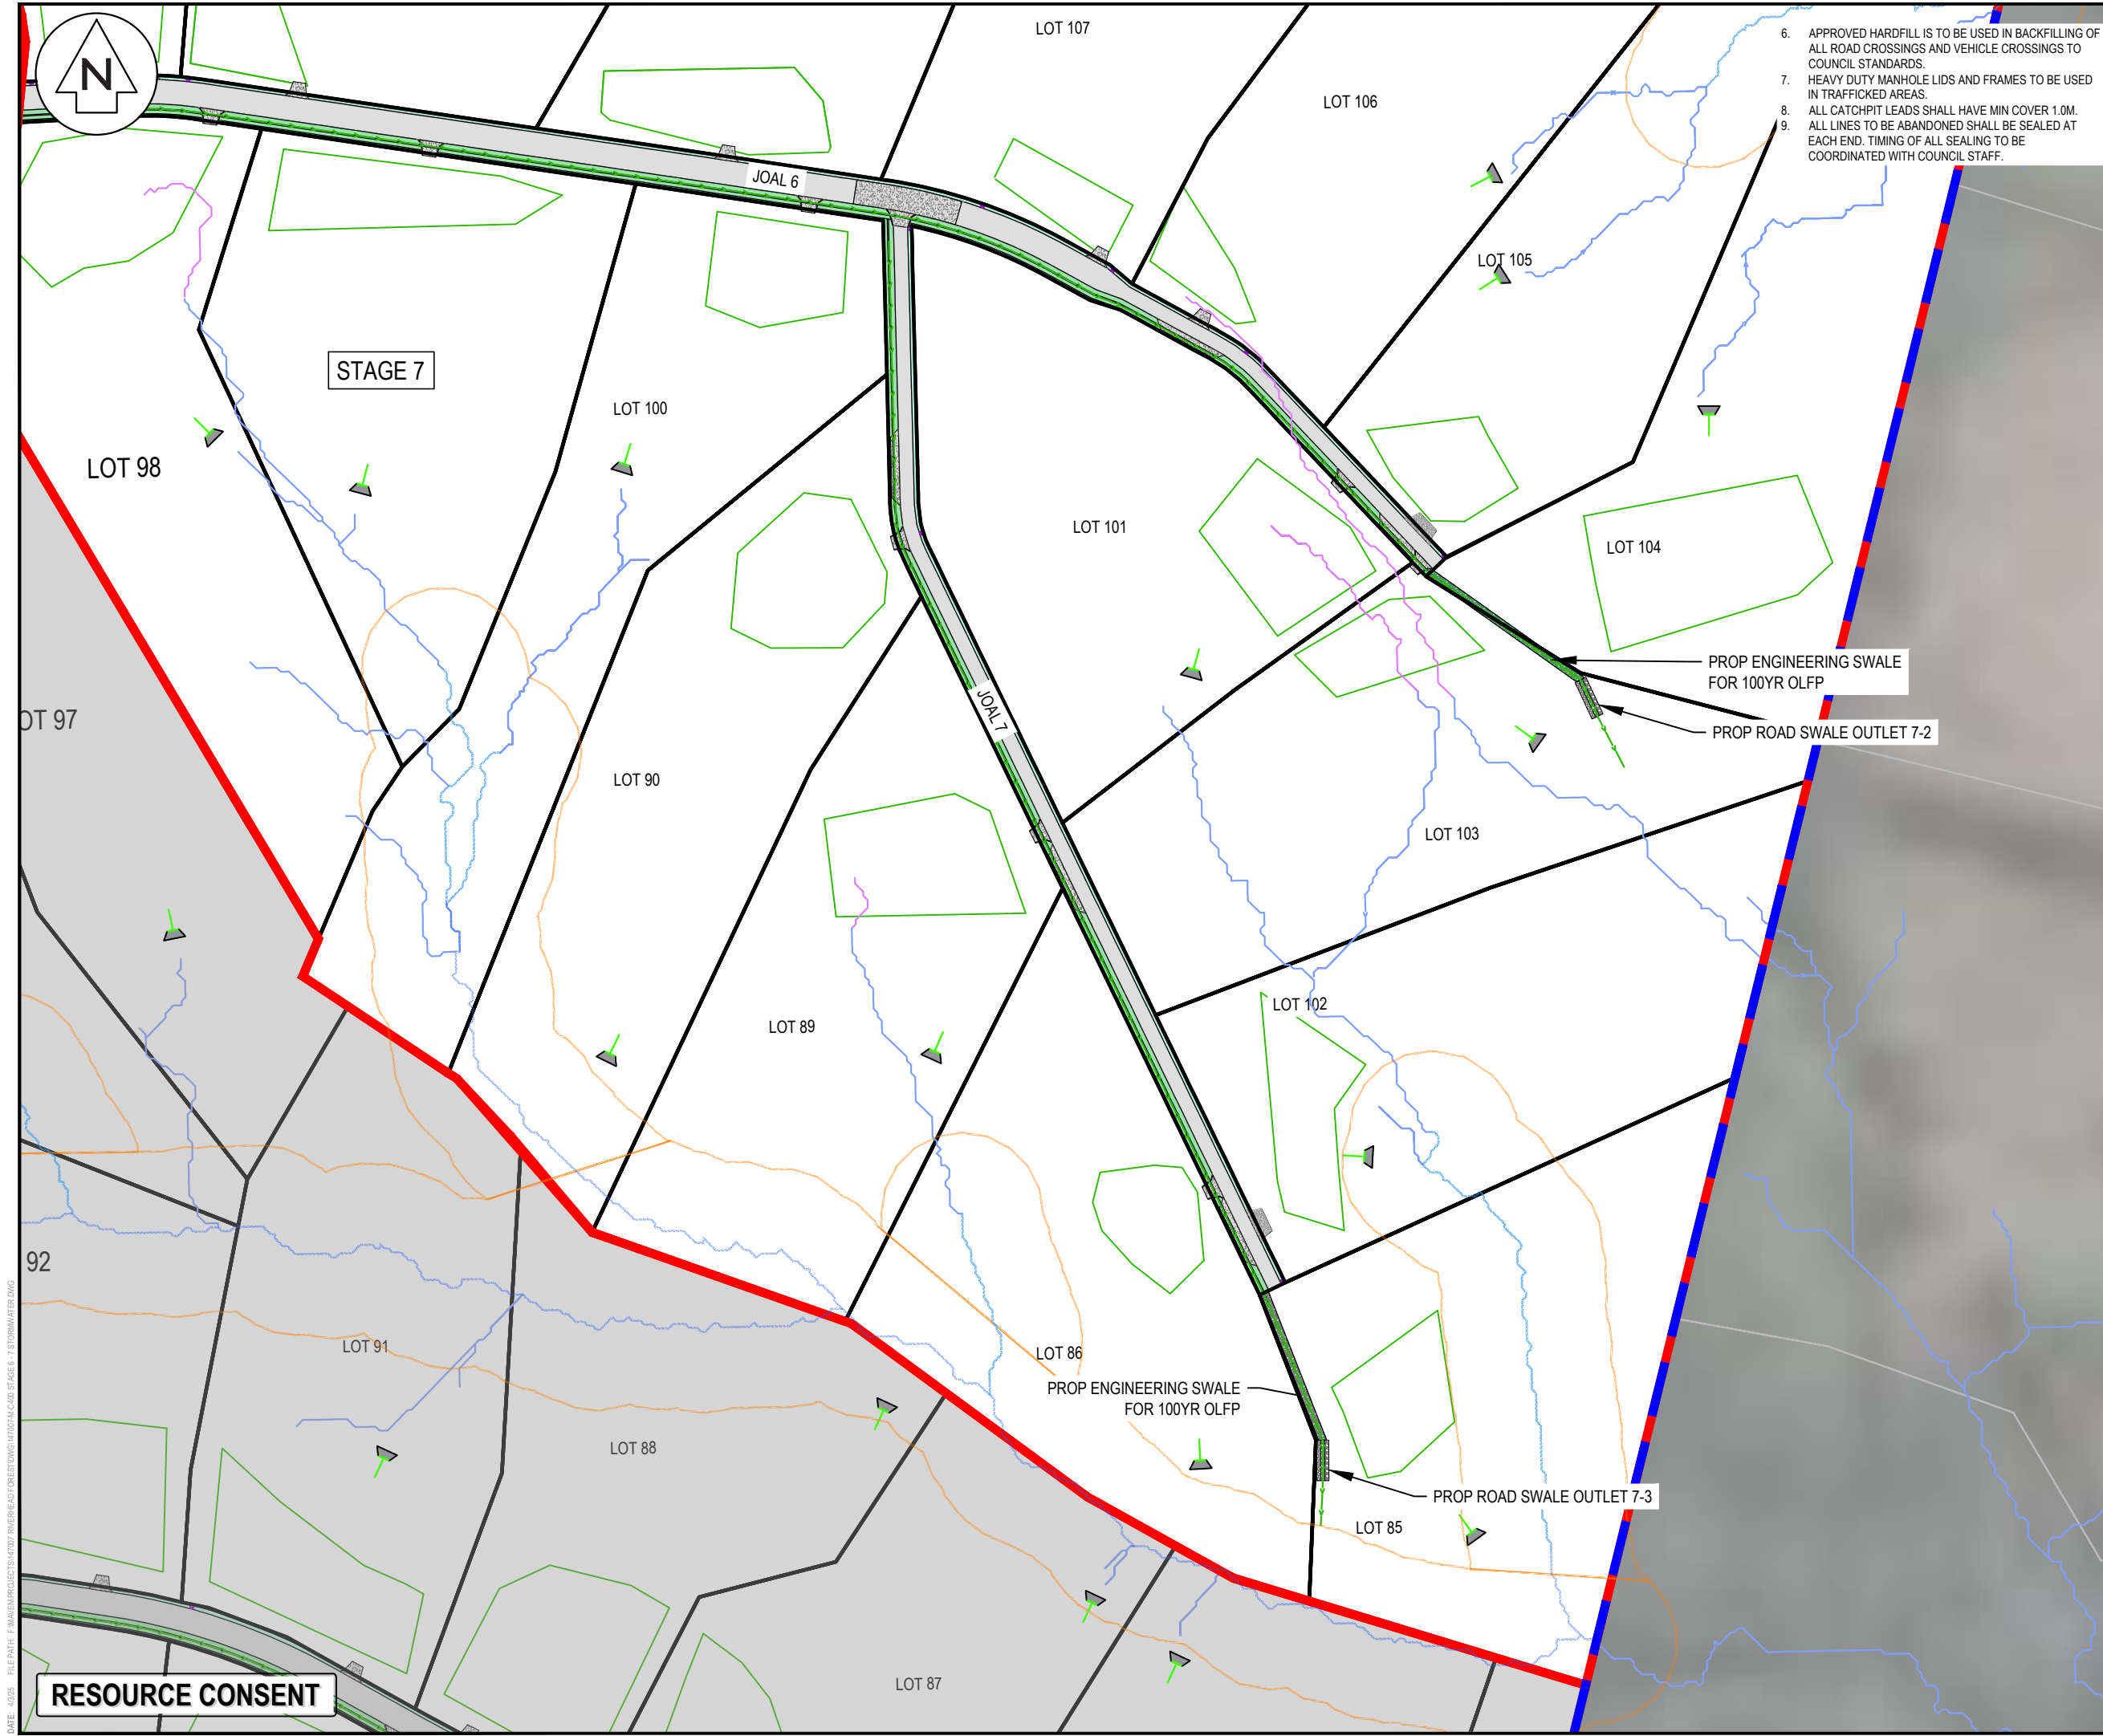 N
LOT 107
6. APPROVED HARDFILL IS TO BE USED IN BACKFILLING OF
ALL ROAD CROSSINGS AND VEHICLE CROSSINGS TO
COUNCIL STANDARDS.
7. HEAVY DUTY MANHOLE LIDS AND FRAMES TO BE USED
IN TRAFFICKED AREAS.
8. ALL CATCHPIT LEADS SHALL HAVE MIN COVER 1.0M.
9. ALL LINES TO BE ABANDONED SHALL BE SEALED AT
EACH END. TIMING OF ALL SEALING TO BE
COORDINATED WITH COUNCIL STAFF.
LOT 106
JOAL 6
LOT 105
STAGE 7
LOT 100
LOT 98
LOT 101
LOT 104
PROP ENGINEERING SWALE
FOR 100YR OLFP
JOAL 7
OT 97
PROP ROAD SWALE OUTLET 7-2
LOT 90
LOT 103
LOT 102
LOT 89
92
LOT 91
LOT 86
PROP ENGINEERING SWALE
FOR 100YR OLFP
LOT 88
PROP ROAD SWALE OUTLET 7-3
LOT 85
LOT 87
RESOURCE CONSENT
DATE: 4/3/25 FILE PATH: